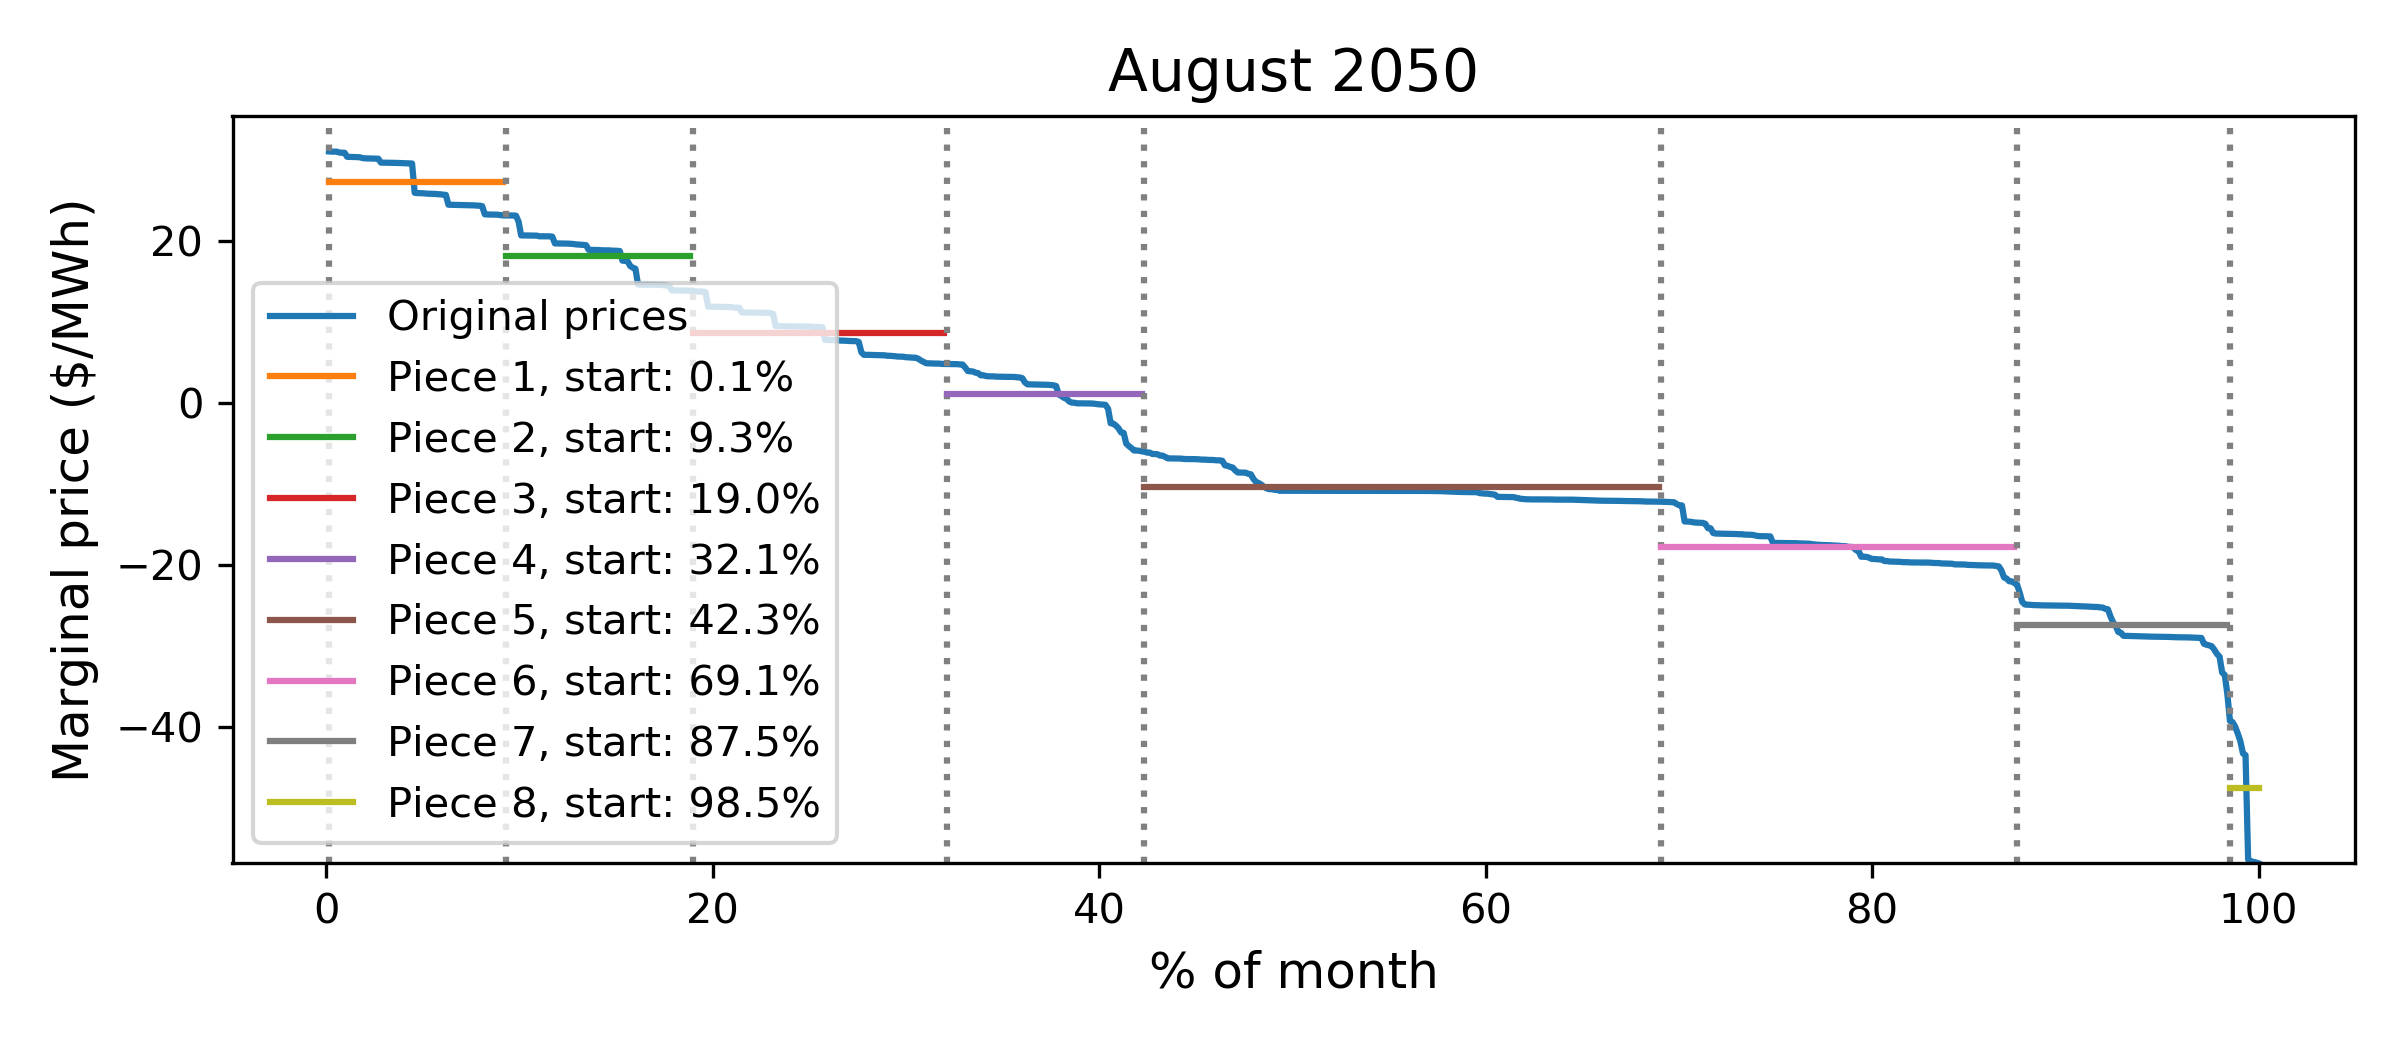 August 2050
Marginal price ($/MWh)
20
0
−20
−40
Original prices
Piece 1, start: 0.1%
Piece 2, start: 9.3%
Piece 3, start: 19.0%
Piece 4, start: 32.1%
Piece 5, start: 42.3%
Piece 6, start: 69.1%
Piece 7, start: 87.5%
Piece 8, start: 98.5%
0 20 40 60 80 100
% of month